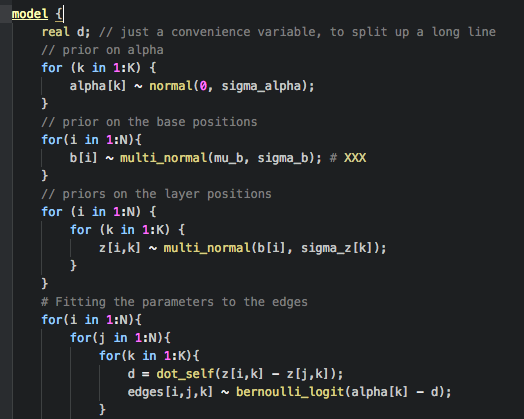 model {
    real d; // just a convenience variable, to split up a long line
    // prior on alpha
    for (k in 1:K) {
        alpha[k] ~ normal(0, sigma_alpha);
    }
    // prior on the base positions
    for(i in 1:N){
        b[i] ~ multi_normal(mu_b, sigma_b); # XXX
    }
    // priors on the layer positions
    for (i in 1:N) {
        for (k in 1:K) {
            z[i,k] ~ multi_normal(b[i], sigma_z[k]);
        }
    }
    # Fitting the parameters to the edges
    for(i in 1:N){
        for(j in 1:N){
            for(k in 1:K){
                d = dot_self(z[i,k] - z[j,k]);
                edges[i,j,k] ~ bernoulli_logit(alpha[k] - d);
            }